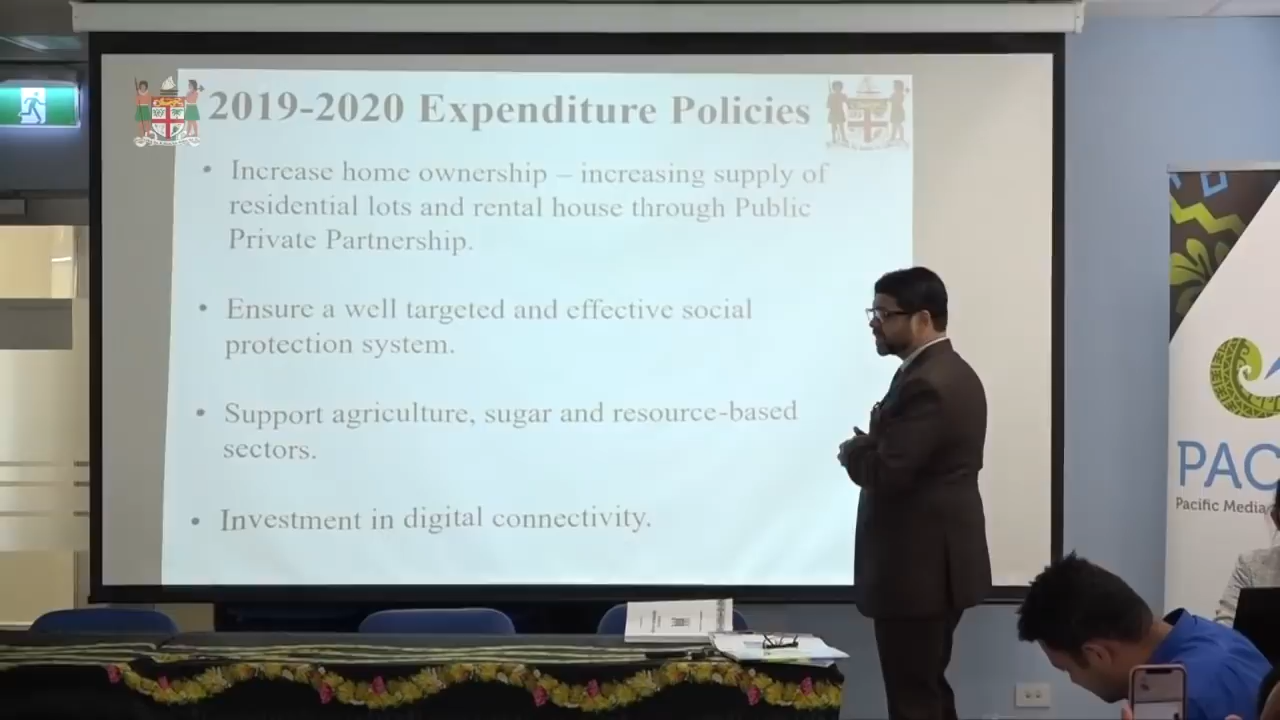 2019-2020 Expenditure Policies
• Increase home ownership – increasing supply of
residential lots and rental house through Public
Private Partnership.
• Ensure a well targeted and effective social
protection system.
• Support agriculture, sugar and resource-based
sectors.
• Investment in digital connectivity.
PAC
Pacific Media